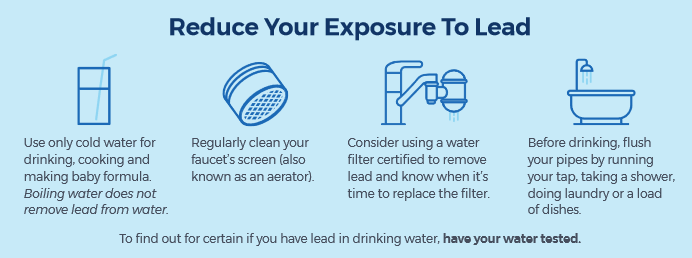 Reduce Your Exposure To Lead
Use only cold water for
drinking, cooking and
making baby formula.
Boiling water does not
remove lead from water.
Regularly clean your
faucet's screen (also
known as an aerator).
Consider using a water
filter certified to remove
lead and know when it's
time to replace the filter.
Before drinking, flush
your pipes by running
your tap, taking a shower,
doing laundry or a load
of dishes.
To find out for certain if you have lead in drinking water, have your water tested.